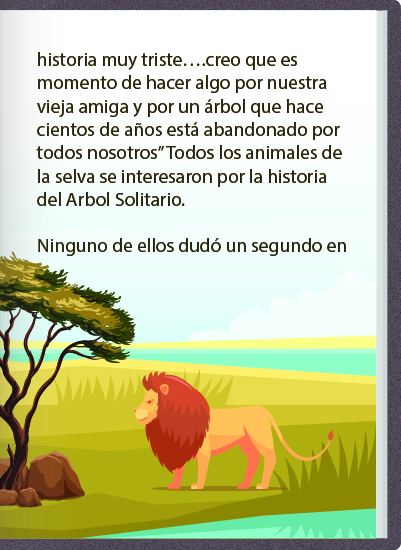 historia muy triste….creo que es
momento de hacer algo por nuestra
vieja amiga y por un árbol que hace
cientos de años está abandonado por
todos nosotros” Todos los animales de
la selva se interesaron por la historia
del Arbol Solitario.
Ninguno de ellos dudó un segundo en